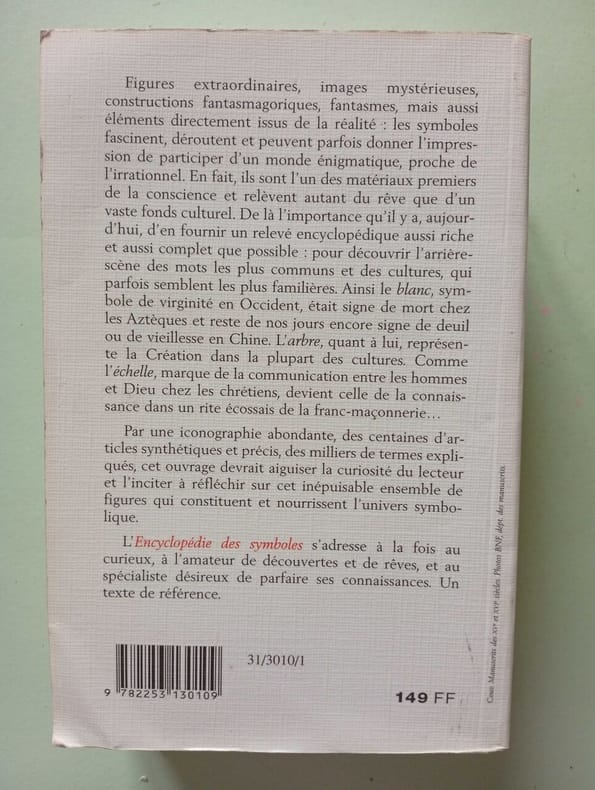 Figures extraordinaires, images mystérieuses,
constructions fantasmagoriques, fantasmes, mais aussi
éléments directement issus de la réalité : les symboles
fascinent, déroutent et peuvent parfois donner l'impres-
sion de participer d'un monde énigmatique, proche de
l'irrationnel. En fait, ils sont l'un des matériaux premiers
de la conscience et relèvent autant du rêve que d'un
vaste fonds culturel. De là l'importance qu'il y a, aujour-
d'hui, d'en fournir un relevé encyclopédique aussi riche
et aussi complet que possible : pour découvrir l'arrière-
scène des mots les plus communs et des cultures, qui
parfois semblent les plus familières. Ainsi le blanc, sym-
bole de virginité en Occident, était signe de mort chez
les Aztèques et reste de nos jours encore signe de deuil
ou de vieillesse en Chine. L'arbre, quant à lui, représen-
te la Création dans la plupart des cultures. Comme
l'échelle, marque de la communication entre les hommes
et Dieu chez les chrétiens, devient celle de la connais-
sance dans un rite écossais de la franc-maçonnerie...
Par une iconographie abondante, des centaines d'ar-
ticles synthétiques et précis, des milliers de termes expli-
qués, cet ouvrage devrait aiguiser la curiosité du lecteur
et l'inciter à réfléchir sur cet inépuisable ensemble de
figures qui constituent et nourrissent l'univers symbo-
lique.
L'Encyclopédie des symboles s'adresse à la fois au
curieux, à l'amateur de découvertes et de rêves, et au
spécialiste désireux de parfaire ses connaissances. Un
texte de référence.
31/3010/1
9 782253 130109
149 FF
Manuscrits des XVe et XVIe siècles. Photos BNF, dépt. des manuscrits.